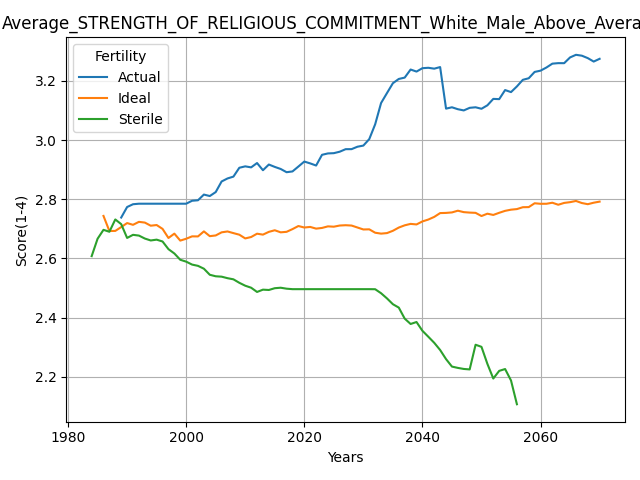 Average_STRENGTH_OF_RELIGIOUS_COMMITMENT_White_Male_Above_Avera
Fertility
Actual
Ideal
Sterile
Score(1-4)
3.2
3.0
2.8
2.6
2.4
2.2
1980 2000 2020 2040 2060
Years